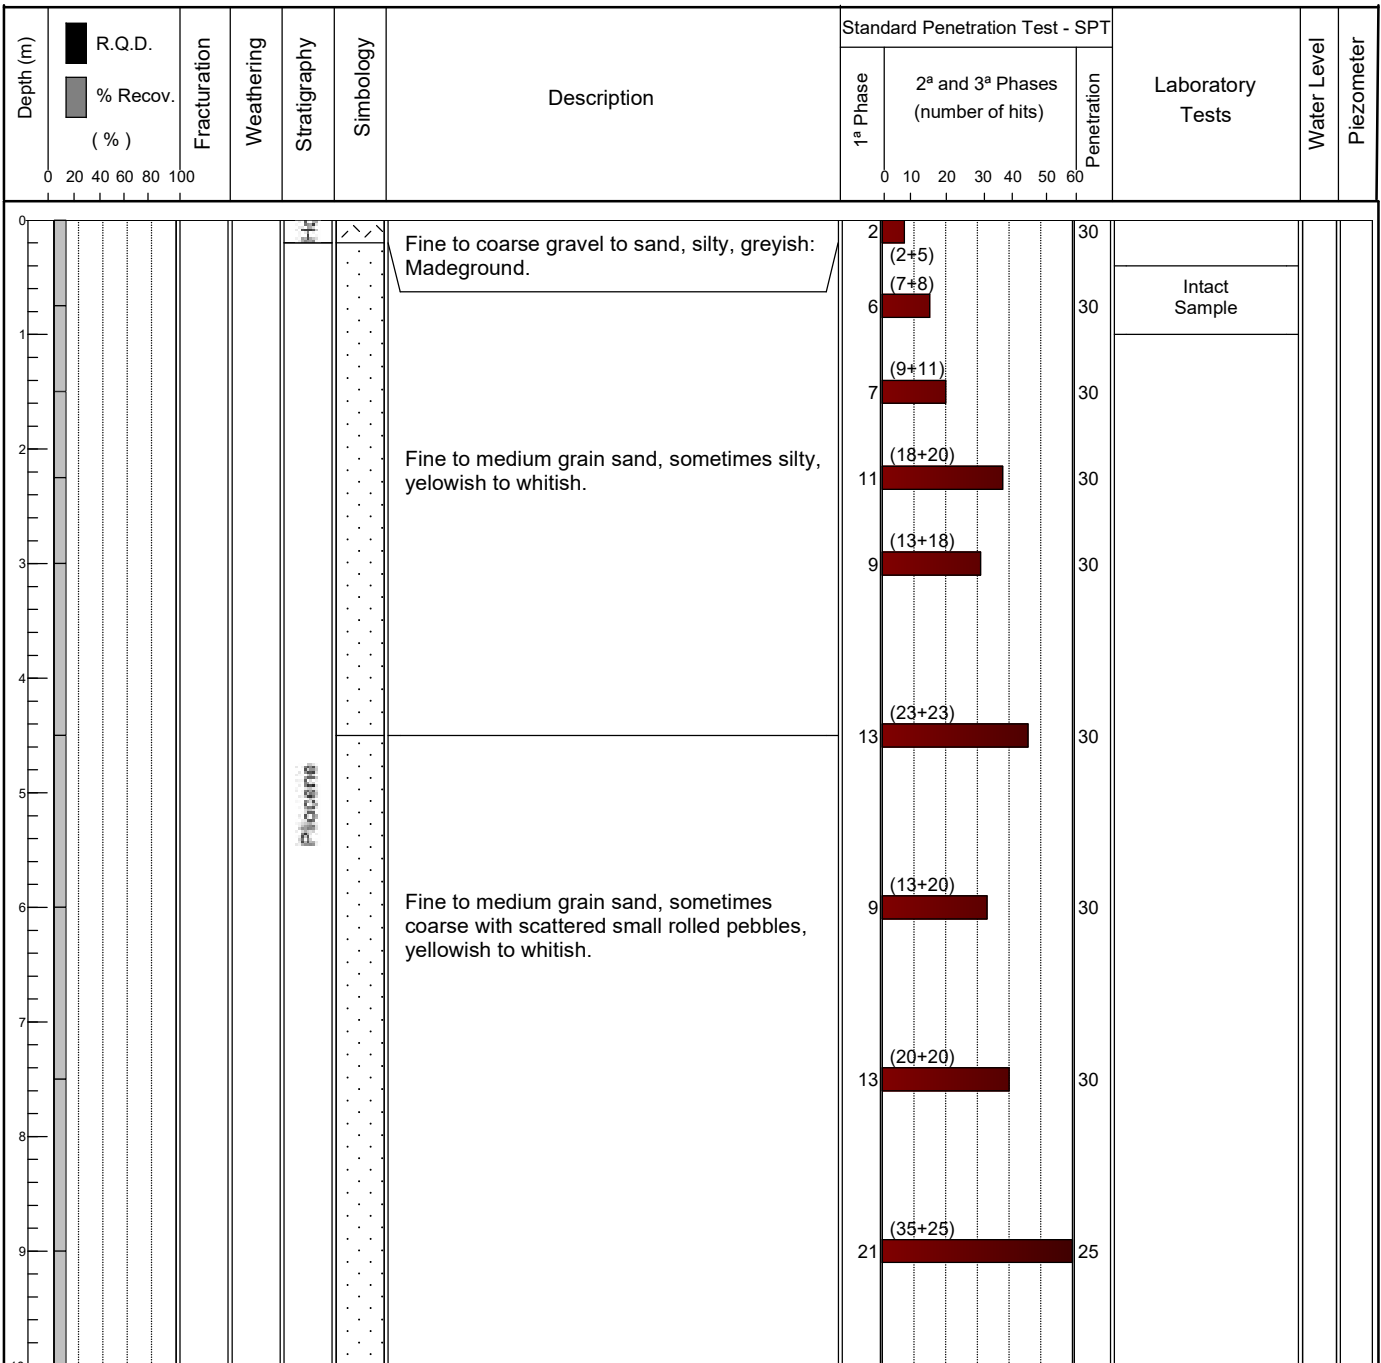 Depth (m)
R.Q.D.
% Recov.
( % )
0 20 40 60 80 100
Fracturation
Weathering
Stratigraphy
Simbology
Description
Standard Penetration Test - SPT
1ª Phase
2ª and 3ª Phases
(number of hits)
0 10 20 30 40 50 60
Penetration
Laboratory
Tests
Water Level
Piezometer
0
Fine to coarse gravel to sand, silty, greyish:
Madeground.
2
(2+5)
30
Intact
Sample
(7+8)
6
30
1
(9+11)
7
30
2
Fine to medium grain sand, sometimes silty,
yelowish to whitish.
(18+20)
11
30
3
(13+18)
9
30
4
(23+23)
13
30
Pliocene
5
6
Fine to medium grain sand, sometimes
coarse with scattered small rolled pebbles,
yellowish to whitish.
(13+20)
9
30
7
(20+20)
13
30
8
(35+25)
9
21
25